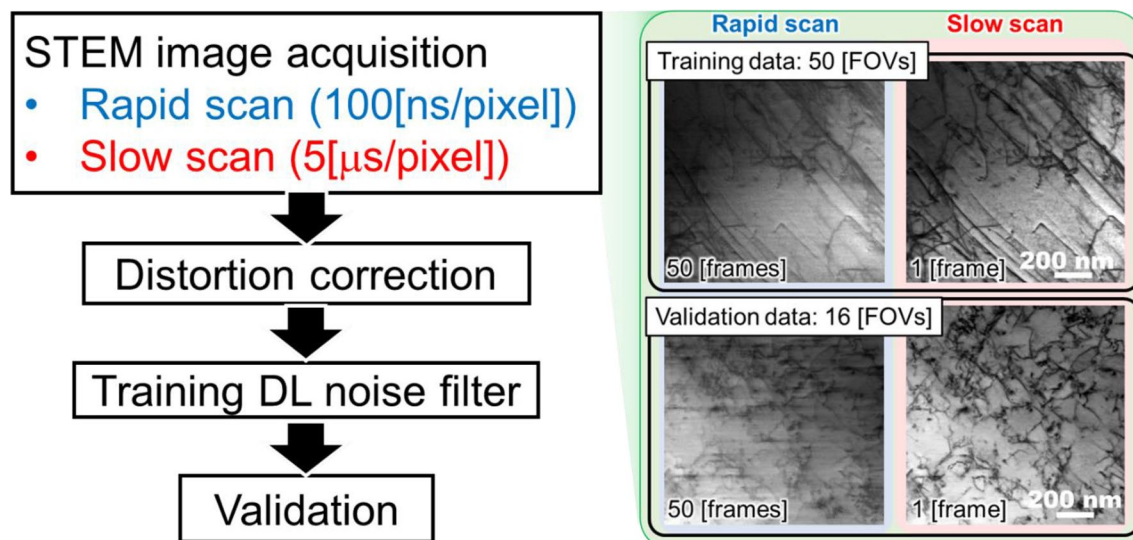 STEM image acquisition
• Rapid scan (100[ns/pixel])
• Slow scan (5[μs/pixel])
Distortion correction
Training DL noise filter
Validation
Rapid scan
Slow scan
Training data: 50 [FOVs]
50 [frames]
1 [frame]
200 nm
Validation data: 16 [FOVs]
50 [frames]
1 [frame]
200 nm